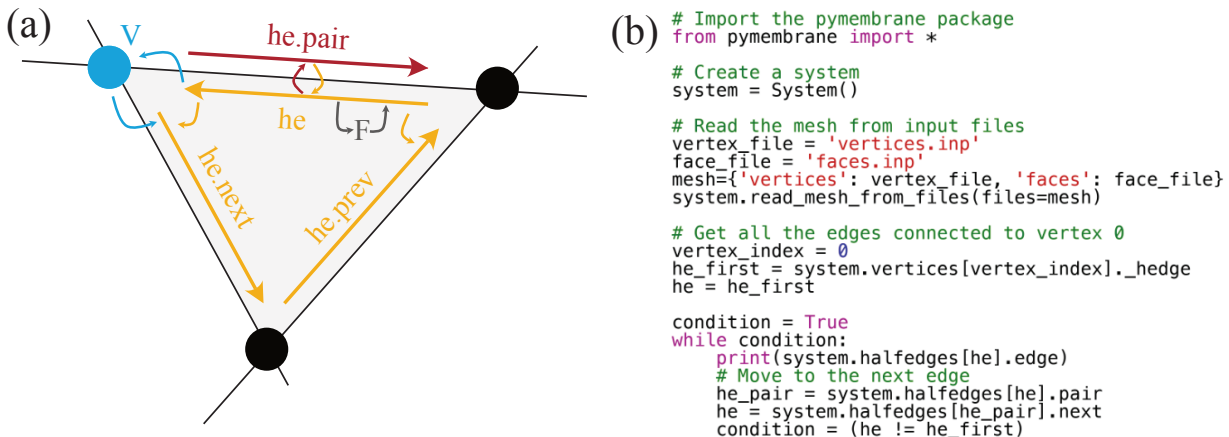 (a)
V
he.pair
he
F
he.next
he.prev
(b)
# Import the pymembrane package
from pymembrane import *
# Create a system
system = System()
# Read the mesh from input files
vertex_file = 'vertices.inp'
face_file = 'faces.inp'
mesh={'vertices': vertex_file, 'faces': face_file}
system.read_mesh_from_files(files=mesh)
# Get all the edges connected to vertex 0
vertex_index = 0
he_first = system.vertices[vertex_index]._hedge
he = he_first
condition = True
while condition:
    print(system.halfedges[he].edge)
    # Move to the next edge
    he_pair = system.halfedges[he].pair
    he = system.halfedges[he_pair].next
    condition = (he != he_first)